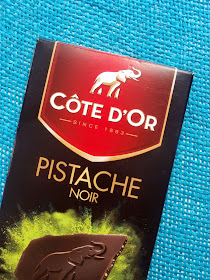 CÔTE D'OR
SINCE 1883
PISTACHE
NOIR